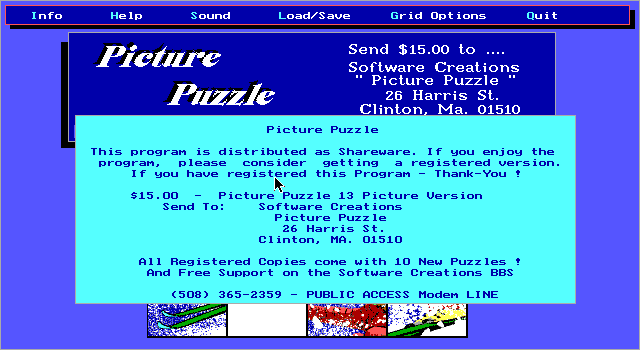 Info Help Sound Load/Save Grid Options Quit
Picture
Puzzle
Send $15.00 to ....
Software Creations
" Picture Puzzle "
26 Harris St.
Clinton, Ma. 01510
Picture Puzzle
This program is distributed as Shareware. If you enjoy the
program, please consider getting a registered version.
If you have registered this Program - Thank-You !
$15.00 - Picture Puzzle 13 Picture Version
Send To: Software Creations
Picture Puzzle
26 Harris St.
Clinton, MA. 01510
All Registered Copies come with 10 New Puzzles !
And Free Support on the Software Creations BBS
(508) 365-2359 - PUBLIC ACCESS Modem LINE